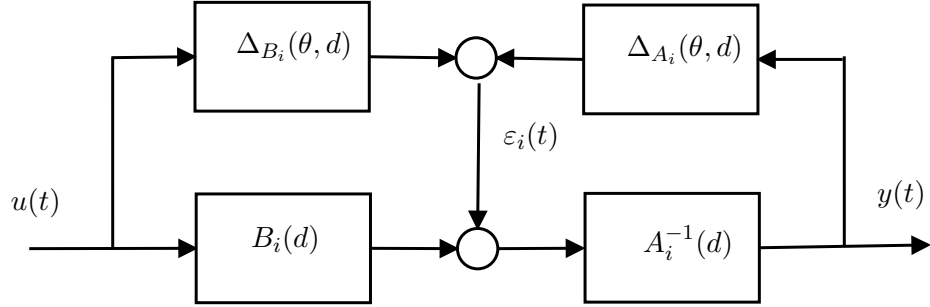 Δ_{B_i}(θ, d)
Δ_{A_i}(θ, d)
ε_i(t)
u(t)
y(t)
B_i(d)
A_i^{-1}(d)